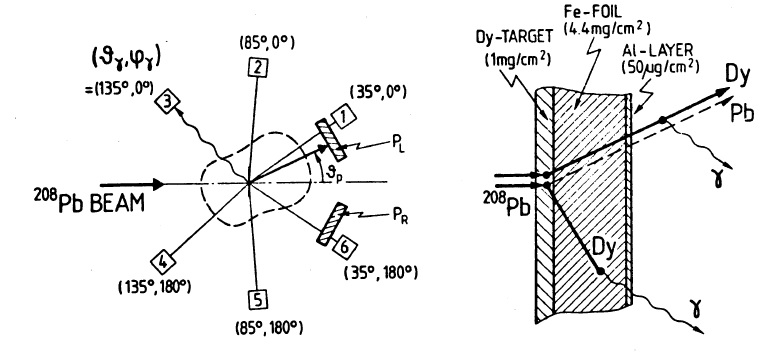 (ϑγ, φγ)
=(135°,0°)
3
(85°,0°)
2
(35°,0°)
1
PL
ϑp
²⁰⁸Pb BEAM
PR
6
(35°,180°)
4
(135°,180°)
5
(85°,180°)
Fe-FOIL
(4.4mg/cm²)
Dy-TARGET
(1mg/cm²)
Al-LAYER
(50µg/cm²)
Dy
Pb
γ
²⁰⁸Pb
Dy
γ